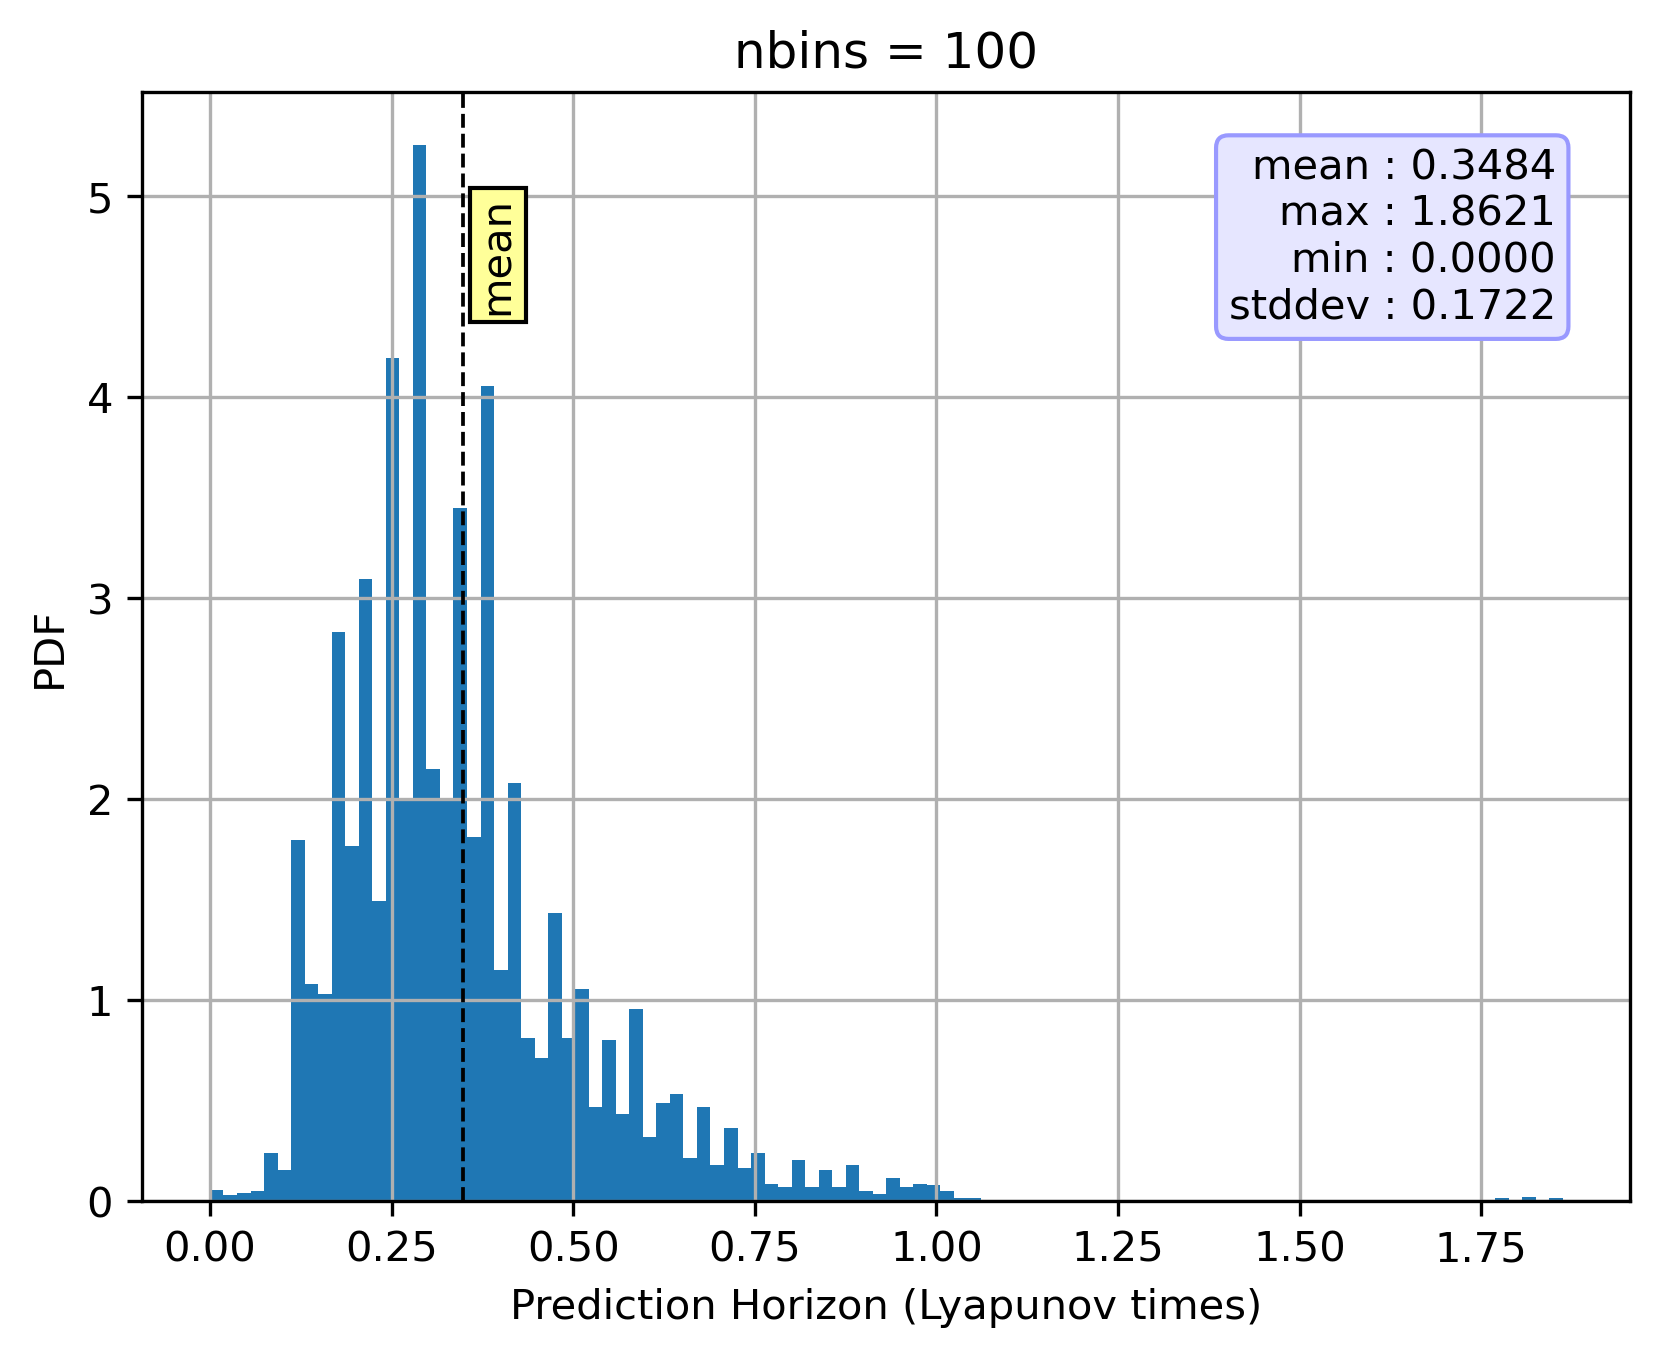 nbins = 100
mean : 0.3484
max : 1.8621
min : 0.0000
stddev : 0.1722
mean
PDF
5
4
3
2
1
0
0.00 0.25 0.50 0.75 1.00 1.25 1.50 1.75
Prediction Horizon (Lyapunov times)